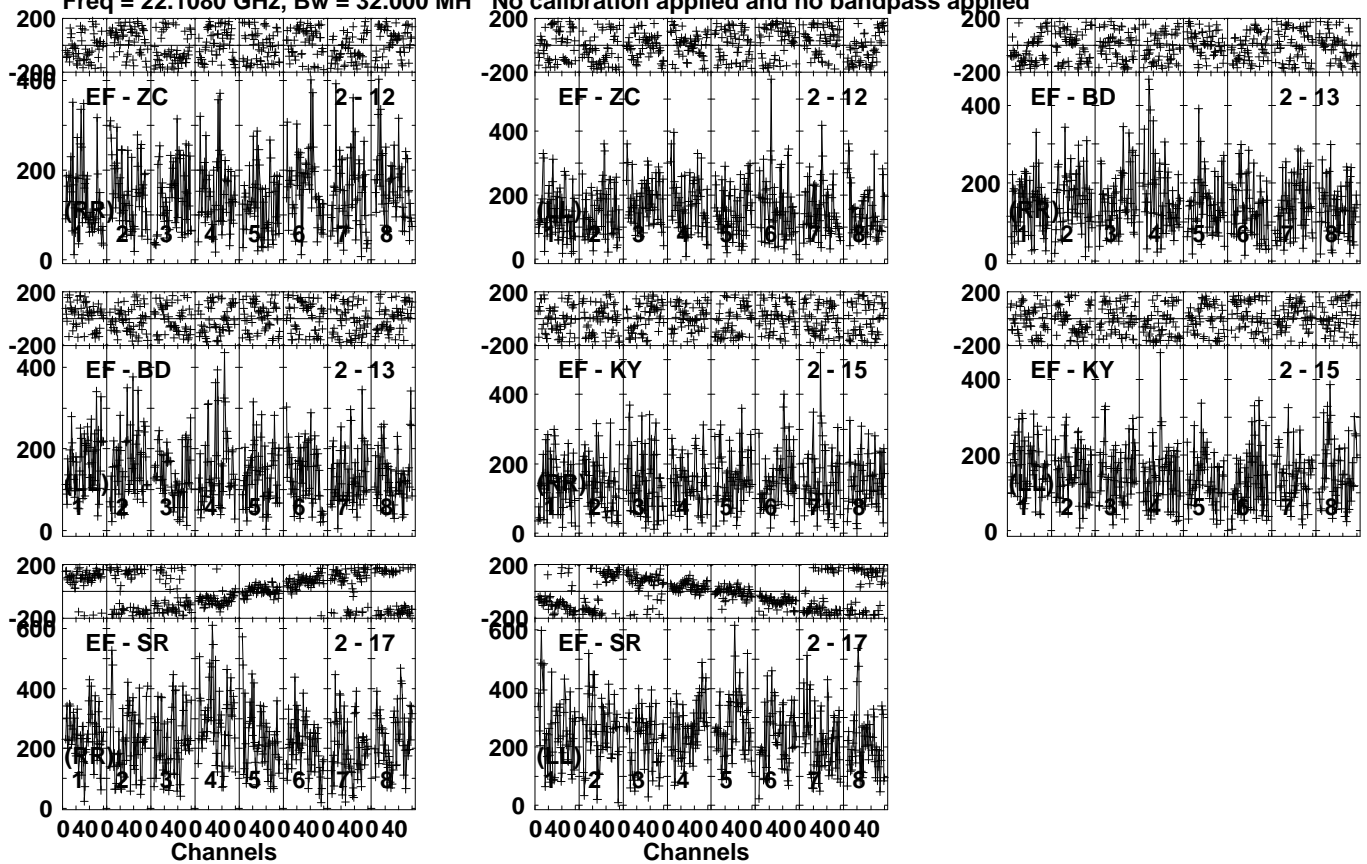 Freq = 22.1080 GHz, Bw = 32.000 MH No calibration applied and no bandpass applied
200 200 200
-200 -200 -200
400
EF - ZC 2 - 12 EF - ZC 2 - 12 EF - BD 2 - 13
400 400
200 200 200
(RR) (LL) (RR)
1 2 3 4 5 6 7 8 1 2 3 4 5 6 7 8 1 2 3 4 5 6 7 8
0 0 0
200 200 200
-200 -200 -200
EF - BD 2 - 13 EF - KY 2 - 15 EF - KY 2 - 15
400 400 400
200 200 200
(LL) (RR) (LL)
1 2 3 4 5 6 7 8 1 2 3 4 5 6 7 8 1 2 3 4 5 6 7 8
0 0 0
200 200
-200 -200
600 600
EF - SR 2 - 17 EF - SR 2 - 17
400 400
200 200
(RR) (LL)
1 2 3 4 5 6 7 8 1 2 3 4 5 6 7 8
0 0
0 40 0 40 0 40 0 40 0 40 0 40 0 40 0 40 0 40 0 40 0 40 0 40 0 40 0 40 0 40 0 40
Channels Channels